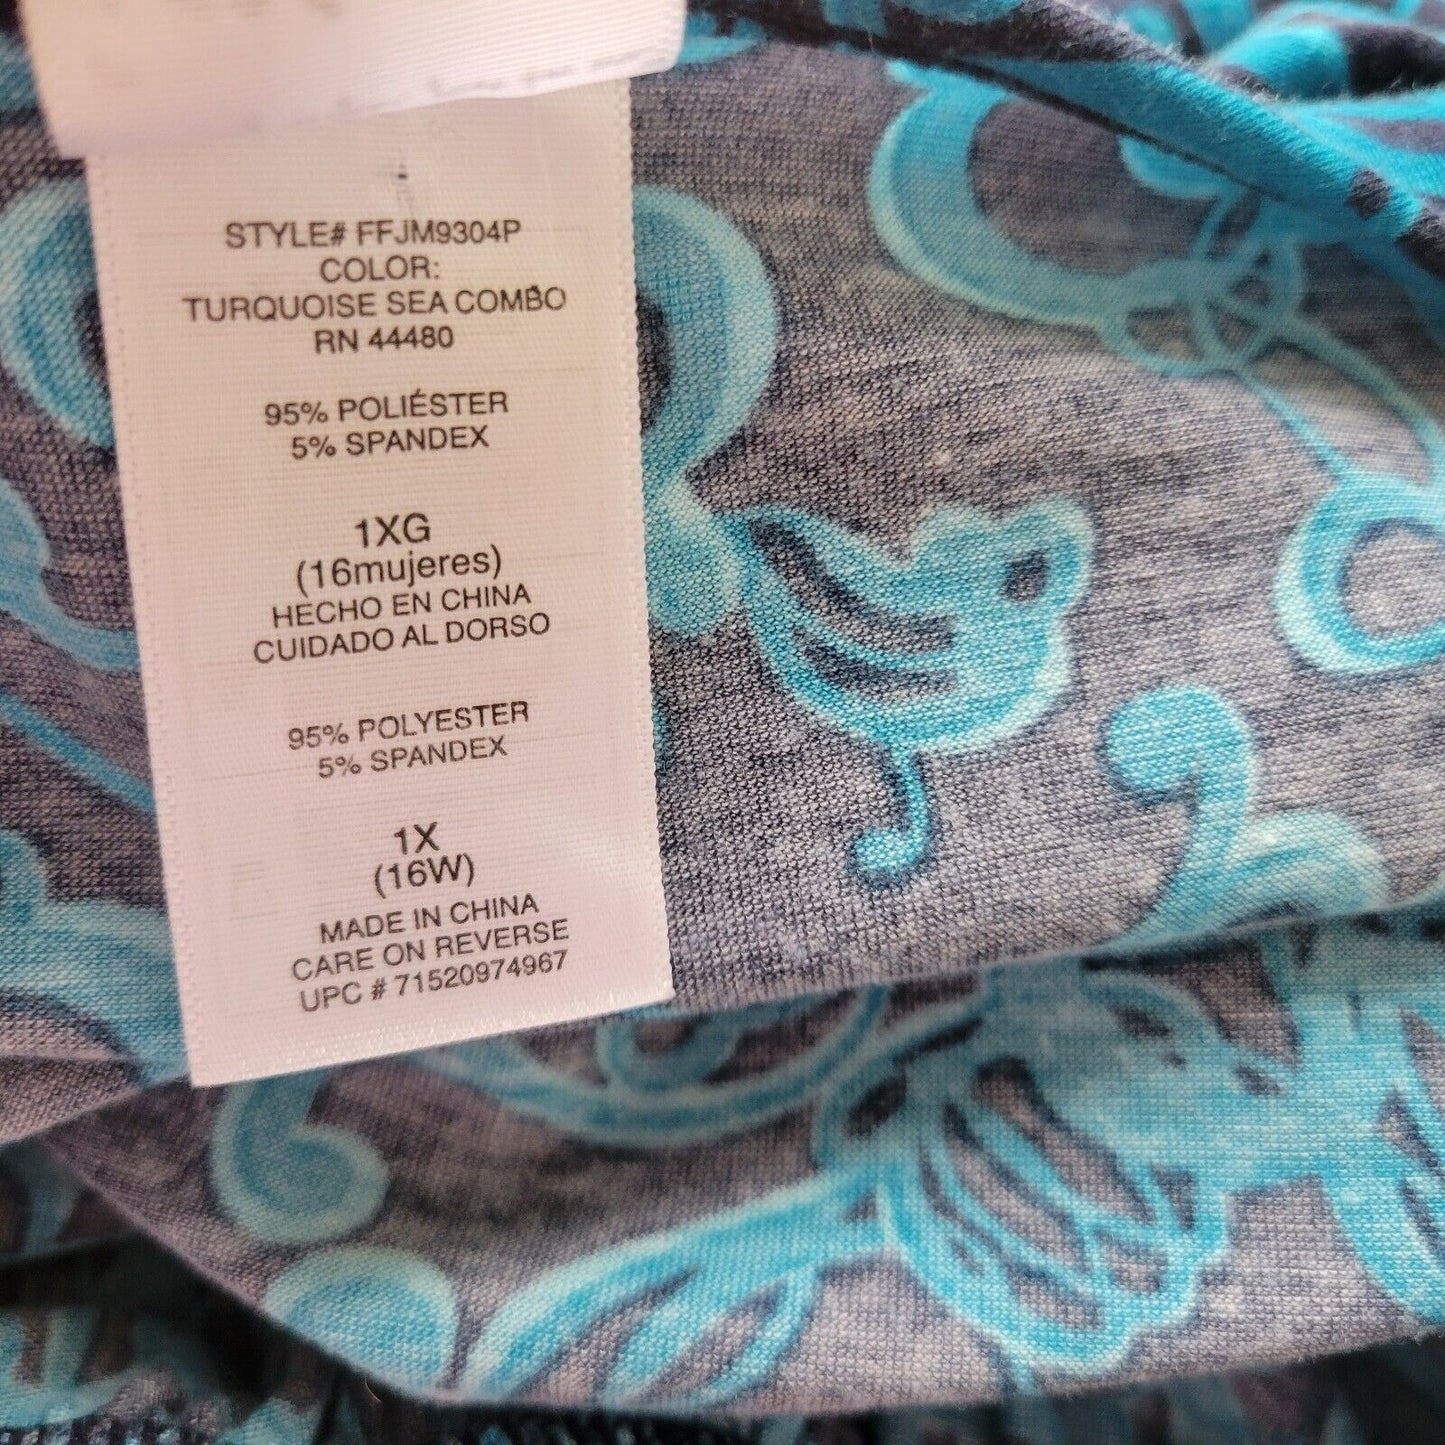 STYLE# FFJM9304P
COLOR:
TURQUOISE SEA COMBO
RN 44480
95% POLIÉSTER
5% SPANDEX
1XG
(16mujeres)
HECHO EN CHINA
CUIDADO AL DORSO
95% POLYESTER
5% SPANDEX
1X
(16W)
MADE IN CHINA
CARE ON REVERSE
UPC # 71520974967